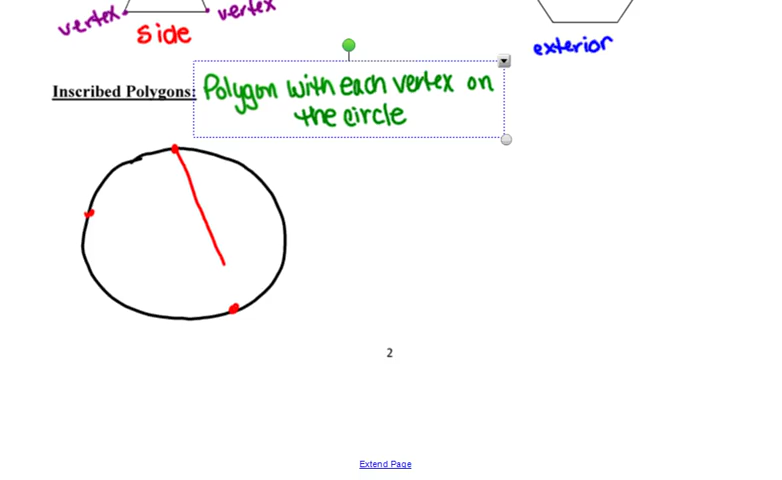 vertex vertex
side
exterior
Inscribed Polygons: Polygon with each vertex on
the circle
2
Extend Page